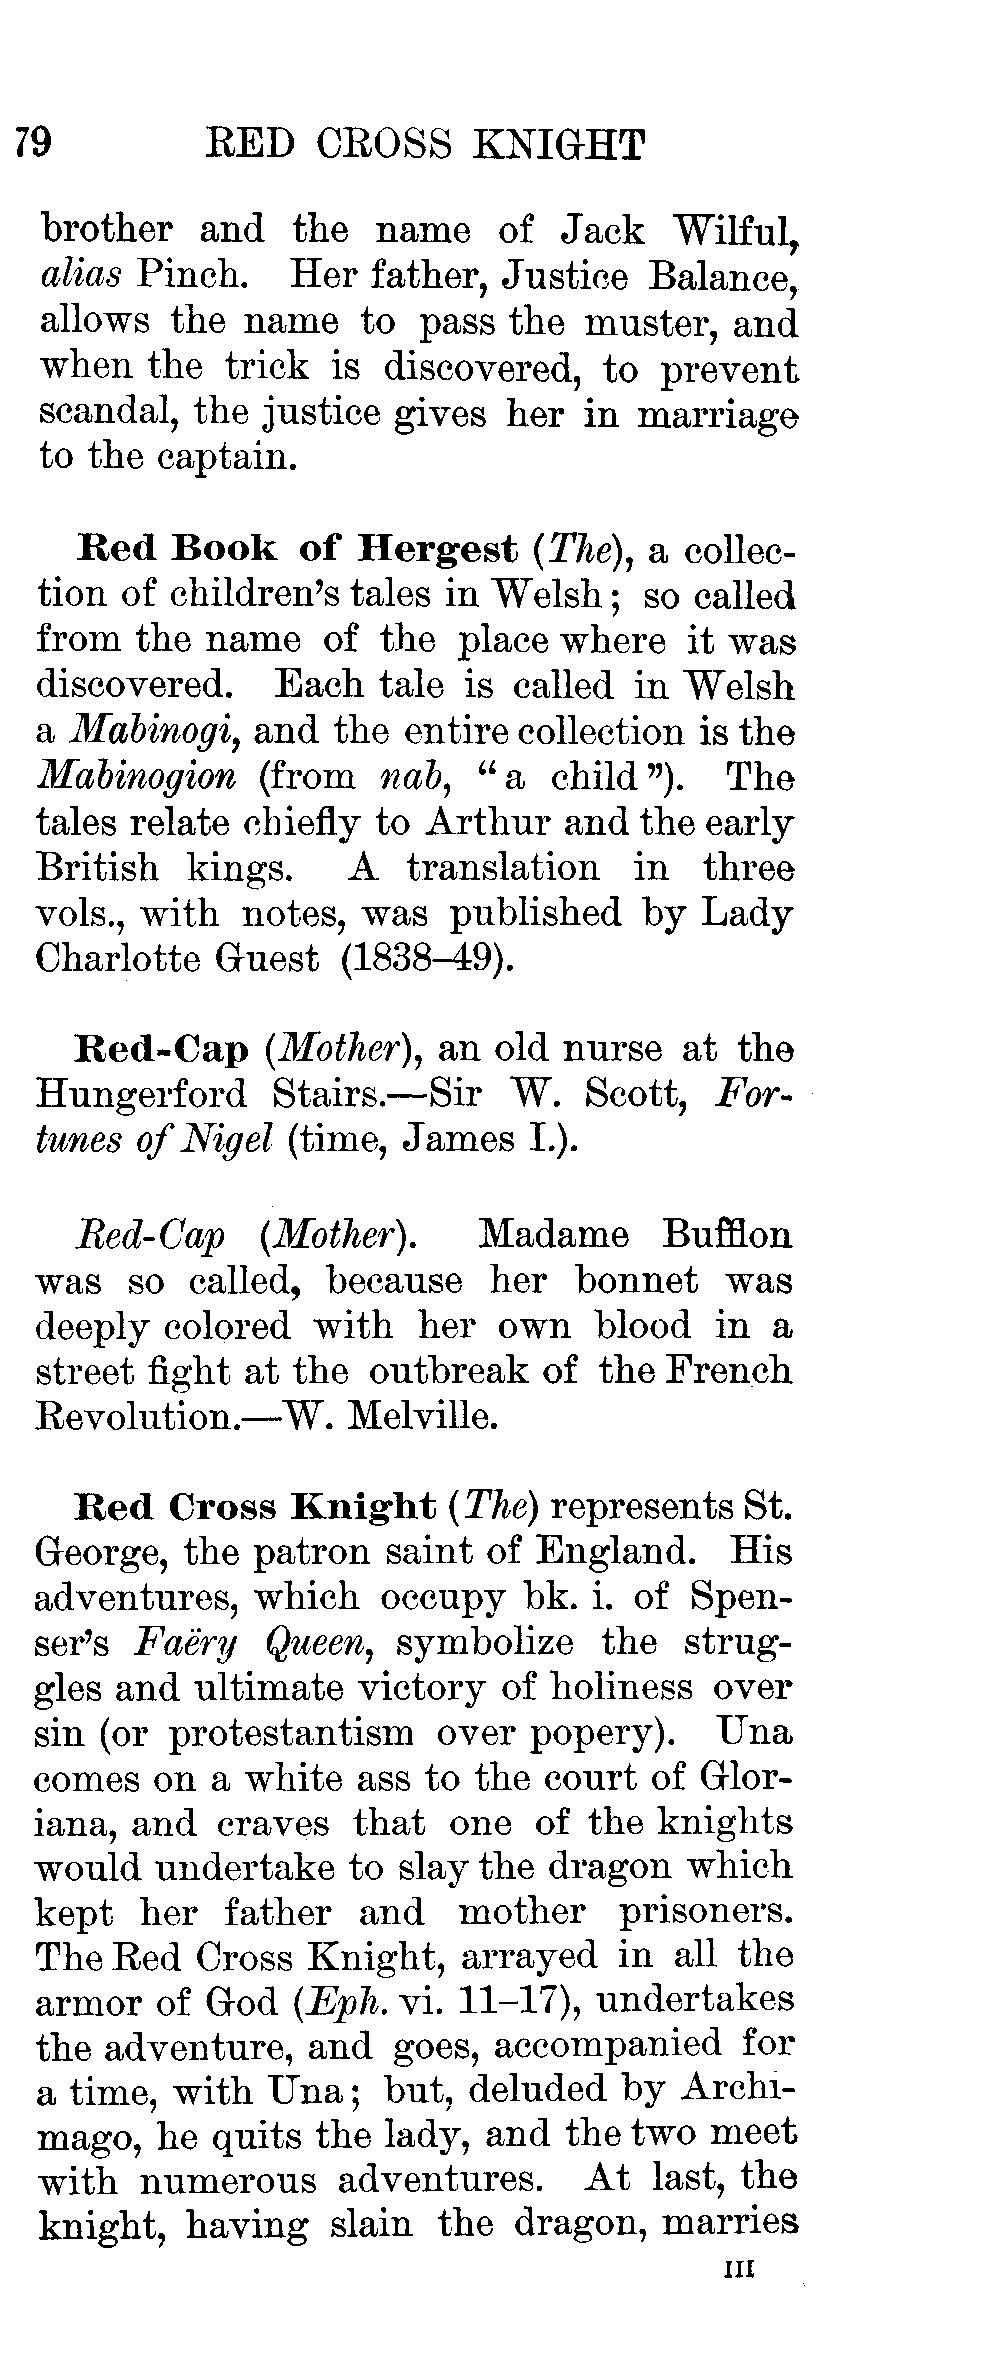 79 RED CROSS KNIGHT
brother and the name of Jack Wilful,
alias Pinch. Her father, Justice Balance,
allows the name to pass the muster, and
when the trick is discovered, to prevent
scandal, the justice gives her in marriage
to the captain.
Red Book of Hergest (The), a collec-
tion of children's tales in Welsh; so called
from the name of the place where it was
discovered. Each tale is called in Welsh
a Mabinogi, and the entire collection is the
Mabinogion (from nab, "a child"). The
tales relate chiefly to Arthur and the early
British kings. A translation in three
vols., with notes, was published by Lady
Charlotte Guest (1838–49).
Red-Cap (Mother), an old nurse at the
Hungerford Stairs.—Sir W. Scott, For-
tunes of Nigel (time, James I.).
Red-Cap (Mother). Madame Bufflon
was so called, because her bonnet was
deeply colored with her own blood in a
street fight at the outbreak of the French
Revolution.—W. Melville.
Red Cross Knight (The) represents St.
George, the patron saint of England. His
adventures, which occupy bk. i. of Spen-
ser's Faëry Queen, symbolize the strug-
gles and ultimate victory of holiness over
sin (or protestantism over popery). Una
comes on a white ass to the court of Glor-
iana, and craves that one of the knights
would undertake to slay the dragon which
kept her father and mother prisoners.
The Red Cross Knight, arrayed in all the
armor of God (Eph. vi. 11–17), undertakes
the adventure, and goes, accompanied for
a time, with Una; but, deluded by Archi-
mago, he quits the lady, and the two meet
with numerous adventures. At last, the
knight, having slain the dragon, marries
III